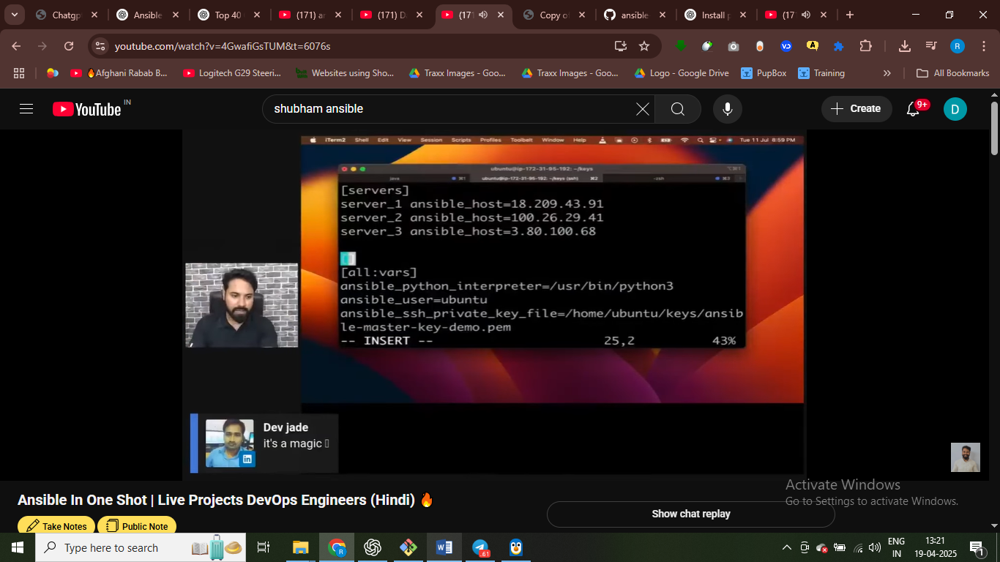 Chatgp
Ansible
Top 40
(171) ar
(171) D
(171
Copy o
ansible
Install p
(17
youtube.com/watch?v=4GwafiGsTUM&t=6076s
R
🔥Afghani Rabab B...
Logitech G29 Steeri...
Websites using Sho...
Traxx Images - Goo...
Traxx Images - Goo...
Logo - Google Drive
PupBox
Training
»
All Bookmarks
YouTube IN
shubham ansible
Create
9+
D
iTerm2 Shell Edit View Session Scripts Profiles Toolbelt Window Help Tue 11 Jul 8:59 PM
ubuntu@ip-172-31-95-192: ~/keys ⌥⌘1
java ⌘1 ubuntu@ip-172-31-95-192: ~/keys (ssh) ⌘2 -zsh ⌘3
[servers]
server_1 ansible_host=18.209.43.91
server_2 ansible_host=100.26.29.41
server_3 ansible_host=3.80.100.68
[]
[all:vars]
ansible_python_interpreter=/usr/bin/python3
ansible_user=ubuntu
ansible_ssh_private_key_file=/home/ubuntu/keys/ansib
le-master-key-demo.pem
-- INSERT -- 25,2 43%
Dev jade
it's a magic
in
Ansible In One Shot | Live Projects DevOps Engineers (Hindi) 🔥
Take Notes
Public Note
Show chat replay
Activate Windows
Go to Settings to activate Windows.
Type here to search
R
61
ENG
IN
13:21
19-04-2025
1